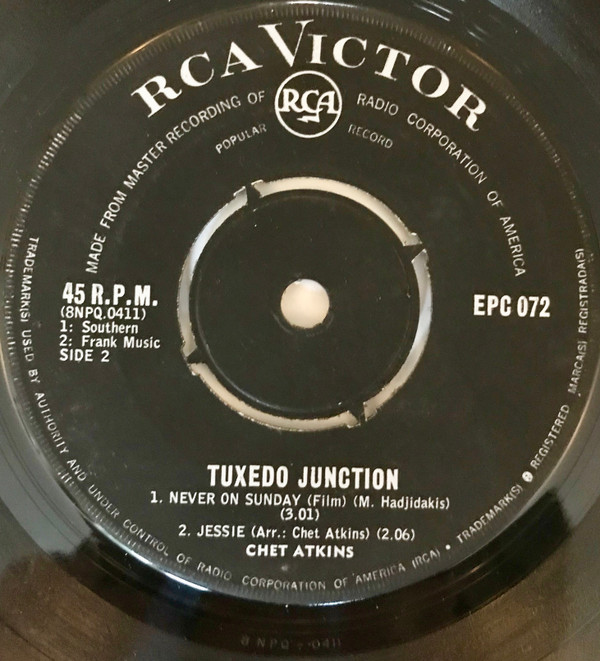 RCA VICTOR
RCA
MADE FROM MASTER RECORDING OF RADIO CORPORATION OF AMERICA
POPULAR RECORD
45 R.P.M.
(8NPQ.0411)
1: Southern
2: Frank Music
SIDE 2
EPC 072
TUXEDO JUNCTION
1. NEVER ON SUNDAY (Film) (M. Hadjidakis)
(3.01)
2. JESSIE (Arr.: Chet Atkins) (2.06)
CHET ATKINS
TRADEMARK(S) USED BY AUTHORITY AND UNDER CONTROL OF RADIO CORPORATION OF AMERICA (RCA) • TRADEMARK(S) ® REGISTERED MARCA(S) REGISTRADA(S)
8NPQ-0411